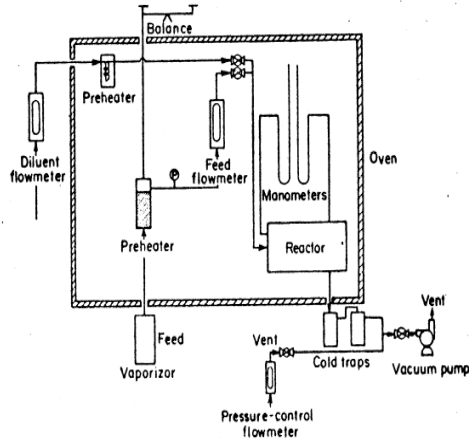 Balance
Preheater
Diluent
flowmeter
Feed
flowmeter
P
Oven
Manometers
Preheater
Reactor
Feed
Vaporizor
Vent
Cold traps
Vent
Vacuum pump
Pressure-control
flowmeter